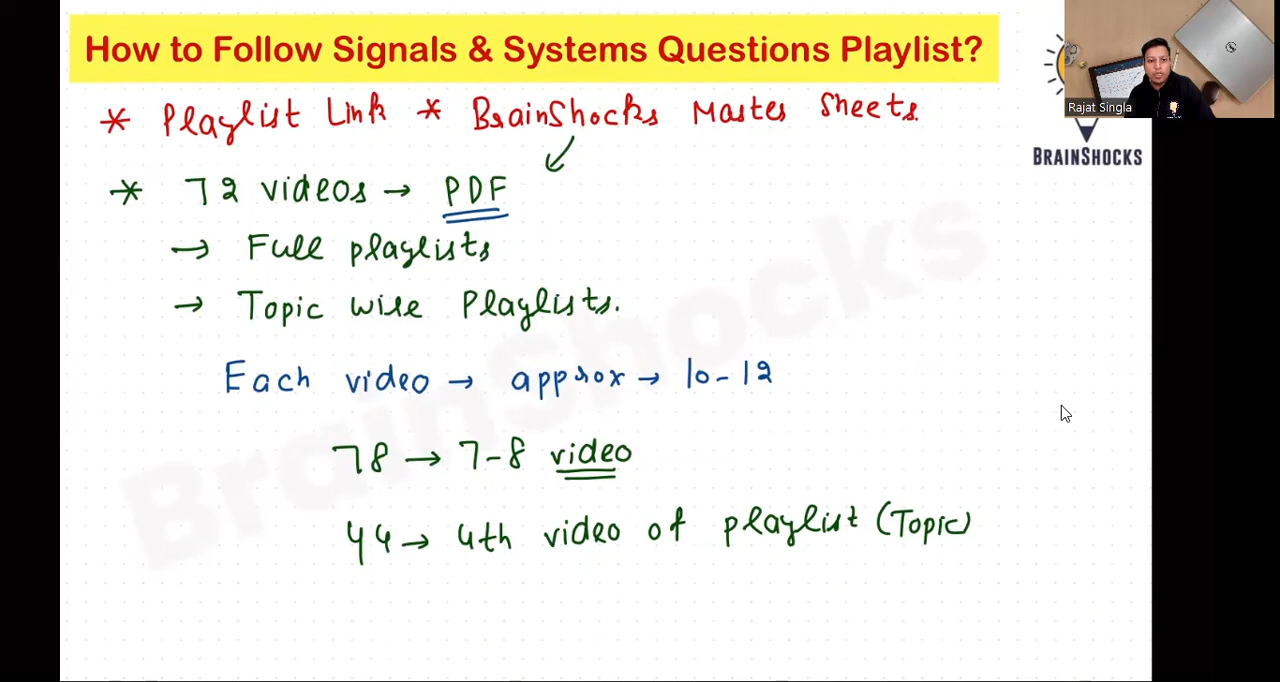 How to Follow Signals & Systems Questions Playlist?
Rajat Singla
BRAINSHOCKS
* Playlist Link * BrainShocks Master Sheets.
* 72 videos → PDF
→ Full playlists
→ Topic wise Playlists.
Each video → approx → 10-12
78 → 7-8 video
44 → 4th video of playlist (Topic)
BrainShocks